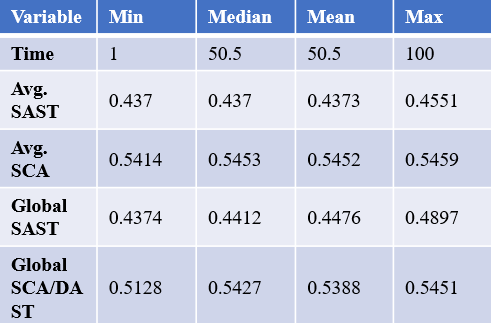 Variable Min Median Mean Max
Time 1 50.5 50.5 100
Avg.
SAST 0.437 0.437 0.4373 0.4551
Avg.
SCA 0.5414 0.5453 0.5452 0.5459
Global
SAST 0.4374 0.4412 0.4476 0.4897
Global
SCA/DA 0.5128 0.5427 0.5388 0.5451
ST